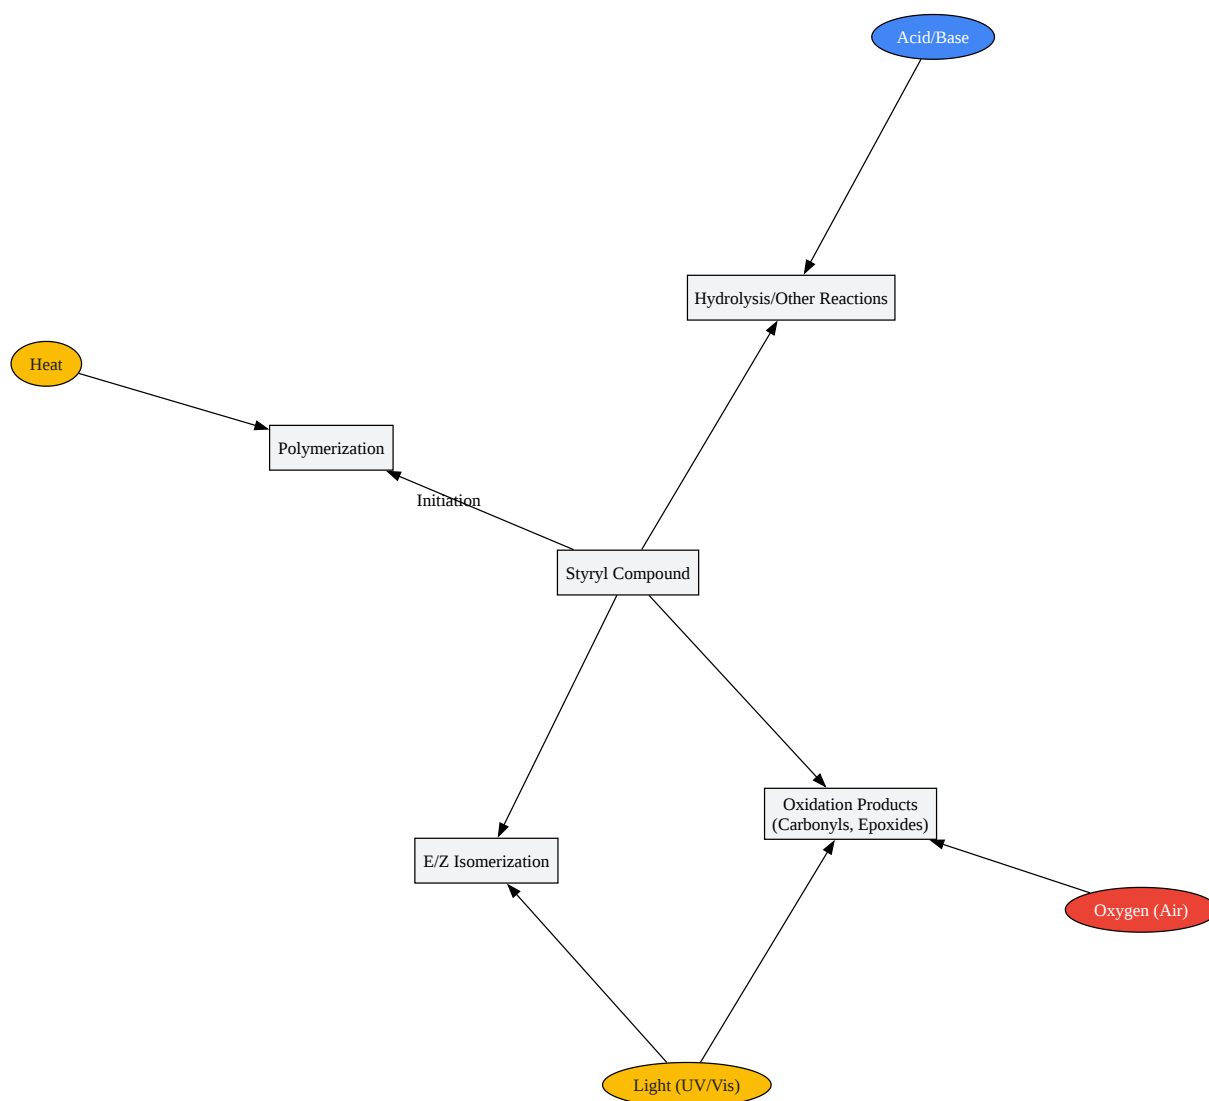 Acid/Base
Hydrolysis/Other Reactions
Heat
Polymerization
Initiation
Styryl Compound
Oxidation Products
(Carbonyls, Epoxides)
E/Z Isomerization
Oxygen (Air)
Light (UV/Vis)